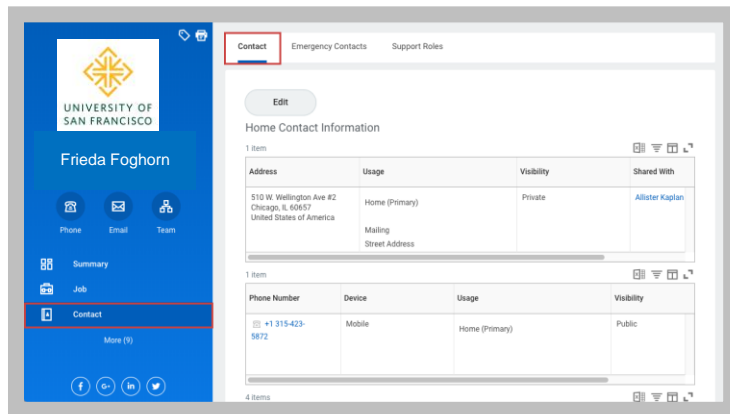 UNIVERSITY OF
SAN FRANCISCO
Frieda Foghorn
Phone Email Team
Summary
Job
Contact
More (9)
f G+ in
Contact Emergency Contacts Support Roles
Edit
Home Contact Information
1 item
Address Usage Visibility Shared With
510 W. Wellington Ave #2
Chicago, IL 60657
United States of America
Home (Primary)
Mailing
Street Address
Private
Allister Kaplan
1 item
Phone Number Device Usage Visibility
+1 315-423-
5872
Mobile
Home (Primary)
Public
4 items